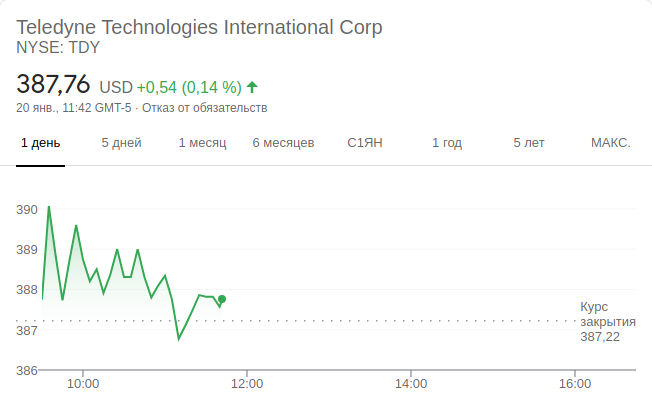 Teledyne Technologies International Corp
NYSE: TDY
387,76 USD +0,54 (0,14 %)
20 янв., 11:42 GMT-5 · Отказ от обязательств
1 день 5 дней 1 месяц 6 месяцев С1ЯН 1 год 5 лет МАКС.
390
389
388
387
386
Курс
закрытия
387,22
10:00 12:00 14:00 16:00